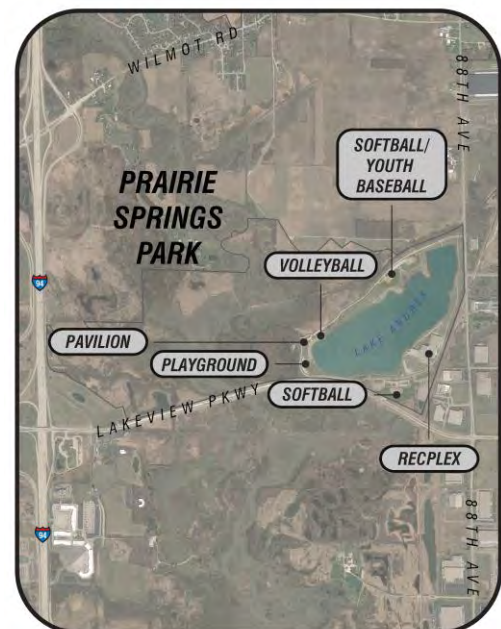 WILMOT RD
88TH AVE
SOFTBALL/
YOUTH
BASEBALL
PRAIRIE
SPRINGS
PARK
VOLLEYBALL
LAKE ANDREA
94
PAVILION
PLAYGROUND
SOFTBALL
LAKEVIEW PKWY
RECPLEX
94
88TH AVE